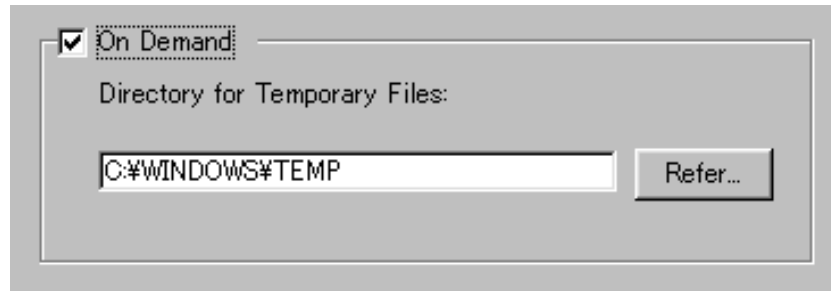 On Demand
Directory for Temporary Files:
C:¥WINDOWS¥TEMP
Refer...